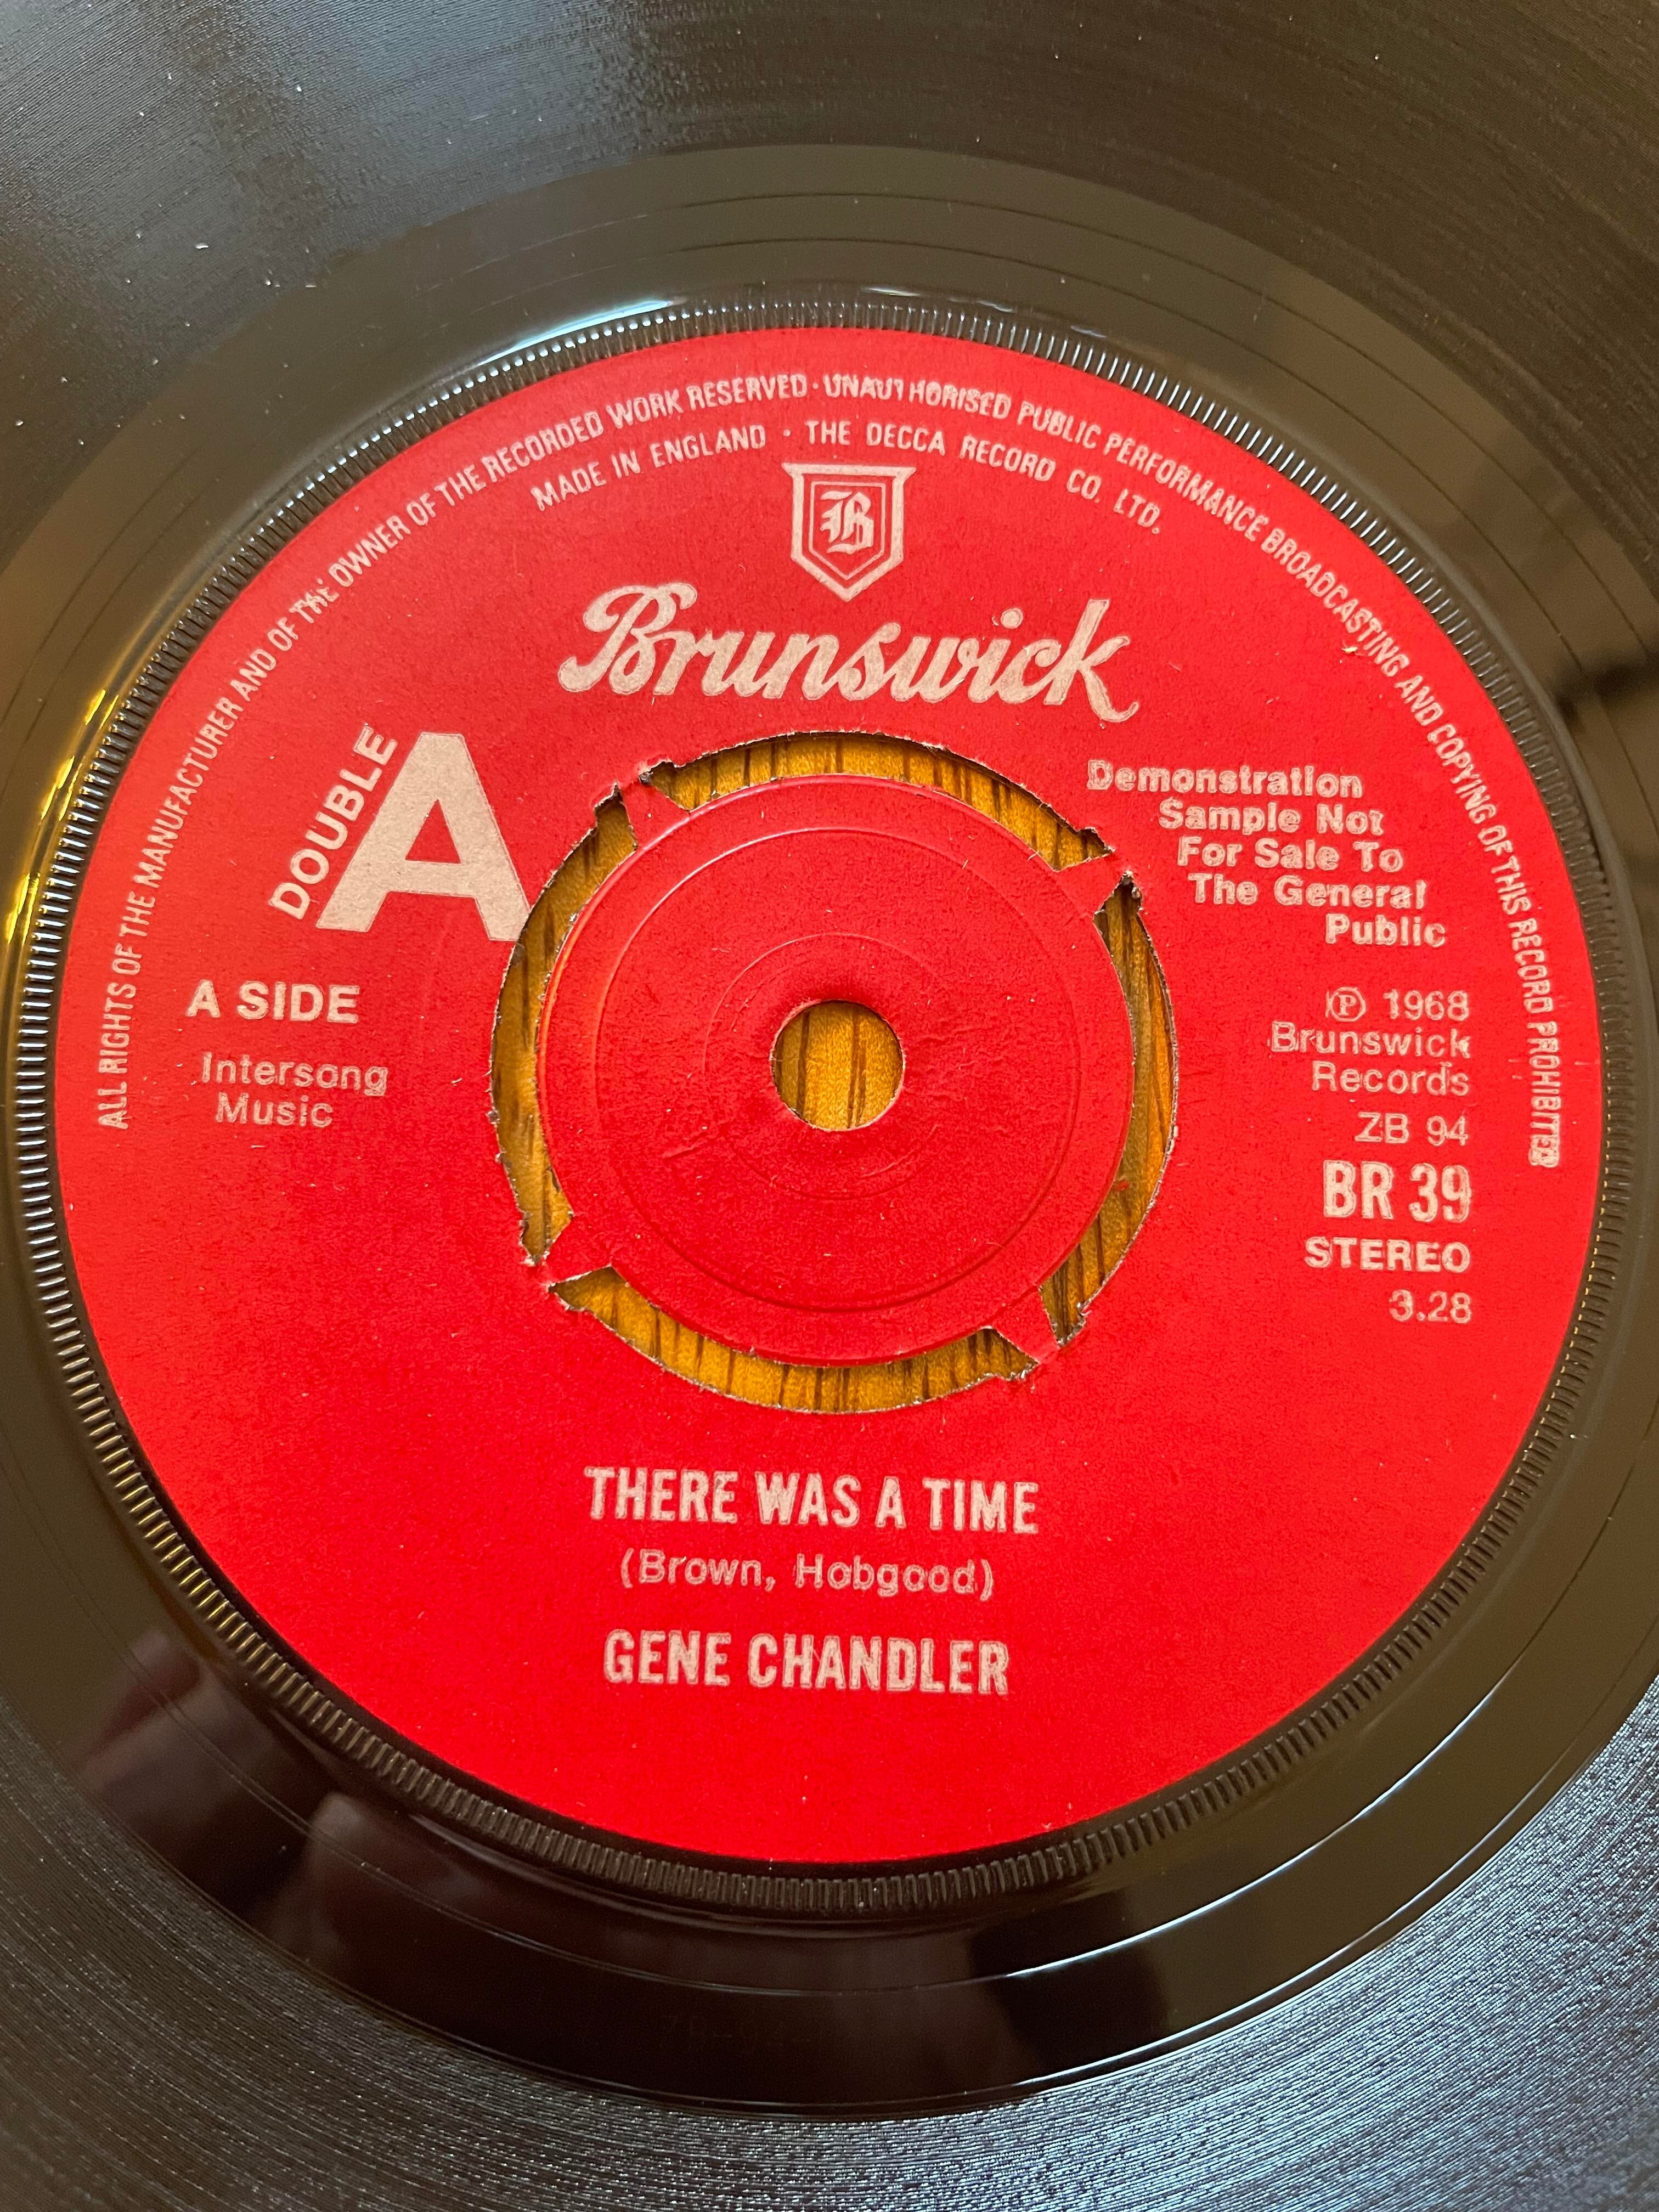 ALL RIGHTS OF THE MANUFACTURER AND OF THE OWNER OF THE RECORDED WORK RESERVED · UNAUTHORISED PUBLIC PERFORMANCE BROADCASTING AND COPYING OF THIS RECORD PROHIBITED
MADE IN ENGLAND · THE DECCA RECORD CO. LTD.
B
Brunswick
DOUBLE
A
A SIDE
Intersong
Music
Demonstration
Sample Not
For Sale To
The General
Public
℗ 1968
Brunswick
Records
ZB 94
BR 39
STEREO
3.28
THERE WAS A TIME
(Brown, Hobgood)
GENE CHANDLER